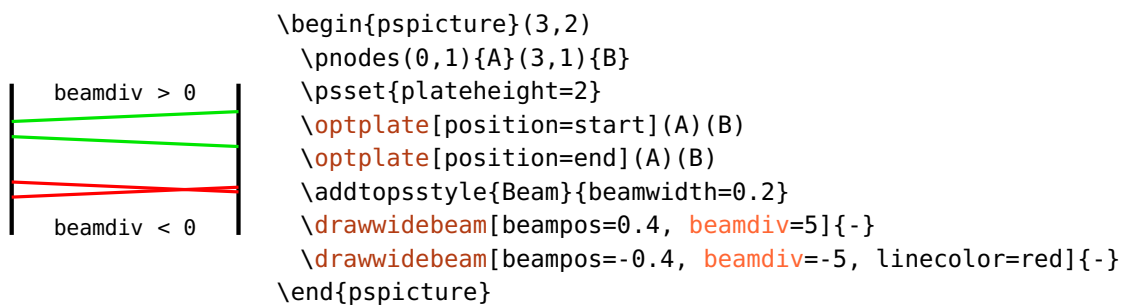 beamdiv > 0
beamdiv < 0
\begin{pspicture}(3,2)
  \pnodes(0,1){A}(3,1){B}
  \psset{plateheight=2}
  \optplate[position=start](A)(B)
  \optplate[position=end](A)(B)
  \addtopsstyle{Beam}{beamwidth=0.2}
  \drawwidebeam[beampos=0.4, beamdiv=5]{-}
  \drawwidebeam[beampos=-0.4, beamdiv=-5, linecolor=red]{-}
\end{pspicture}